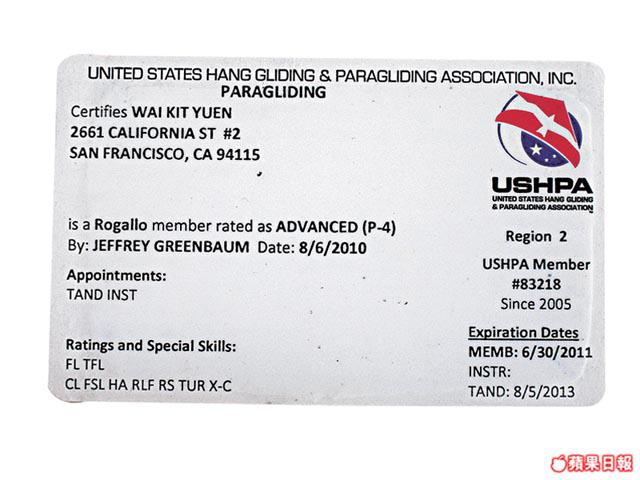 UNITED STATES HANG GLIDING & PARAGLIDING ASSOCIATION, INC.
PARAGLIDING
Certifies WAI KIT YUEN
2661 CALIFORNIA ST #2
SAN FRANCISCO, CA 94115
USHPA
UNITED STATES HANG GLIDING
& PARAGLIDING ASSOCIATION
is a Rogallo member rated as ADVANCED (P-4)
By: JEFFREY GREENBAUM Date: 8/6/2010
Region 2
USHPA Member
#83218
Since 2005
Appointments:
TAND INST
Ratings and Special Skills:
FL TFL
CL FSL HA RLF RS TUR X-C
Expiration Dates
MEMB: 6/30/2011
INSTR:
TAND: 8/5/2013
蘋果日報